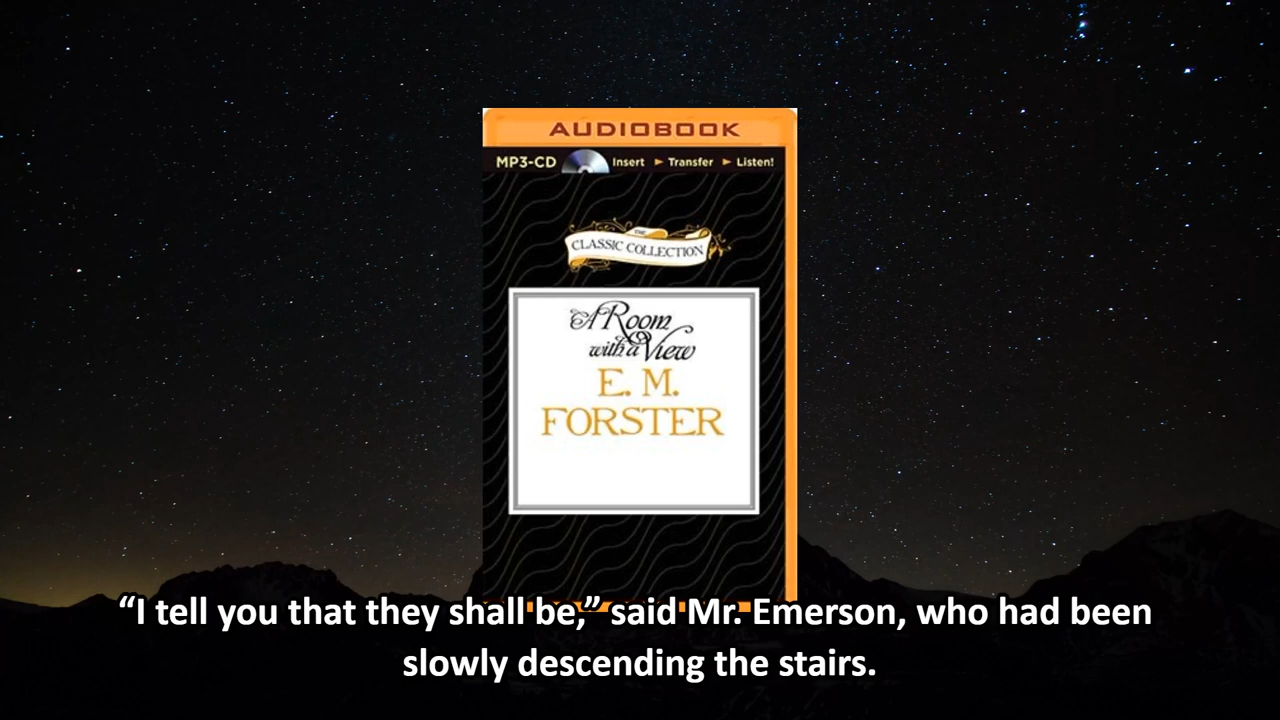 AUDIOBOOK
MP3-CD Insert ▶ Transfer ▶ Listen!
THE
CLASSIC COLLECTION
A Room
with a View
E. M.
FORSTER
“I tell you that they shall be,” said Mr. Emerson, who had been
slowly descending the stairs.